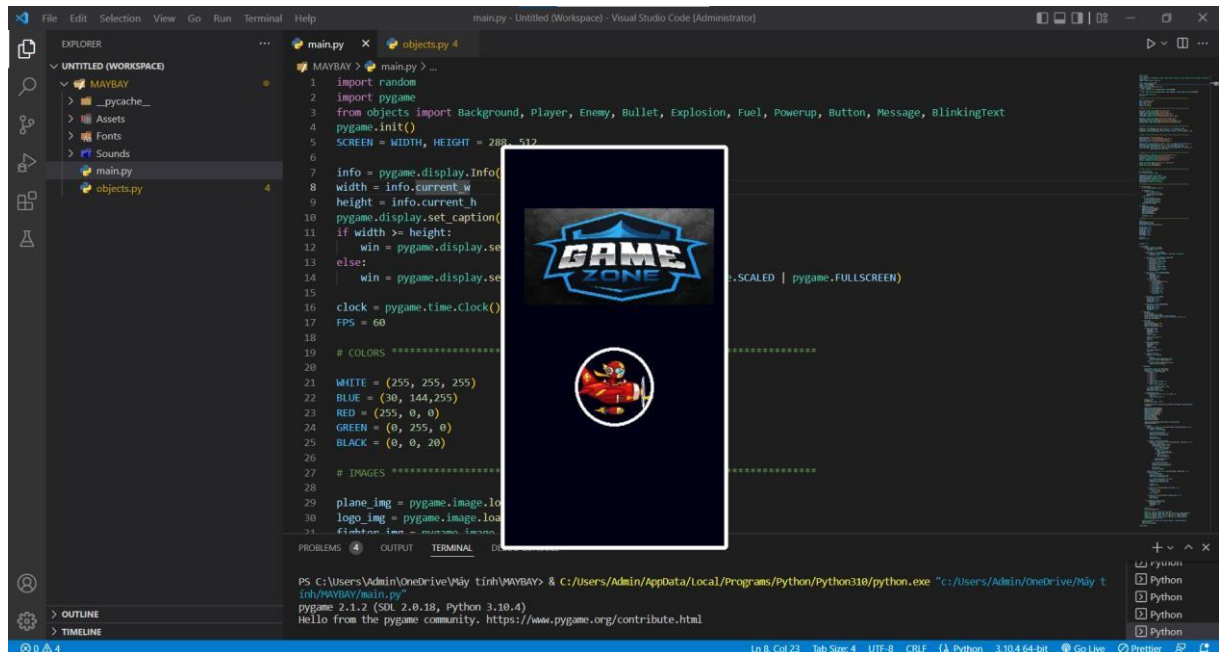 File Edit Selection View Go Run Terminal Help
main.py - Untitled (Workspace) - Visual Studio Code [Administrator]
EXPLORER
UNTITLED (WORKSPACE)
MAYBAY
__pycache__
Assets
Fonts
Sounds
main.py
objects.py 4
OUTLINE
TIMELINE
main.py objects.py 4
MAYBAY > main.py > ...
1 import random
2 import pygame
3 from objects import Background, Player, Enemy, Bullet, Explosion, Fuel, Powerup, Button, Message, BlinkingText
4 pygame.init()
5 SCREEN = WIDTH, HEIGHT = 288, 512
6
7 info = pygame.display.Info(
8 width = info.current_w
9 height = info.current_h
10 pygame.display.set_caption(
11 if width >= height:
12 win = pygame.display.se
13 else:
14 win = pygame.display.se e.SCALED | pygame.FULLSCREEN)
15
16 clock = pygame.time.Clock()
17 FPS = 60
18
19 # COLORS ****************** ***************
20
21 WHITE = (255, 255, 255)
22 BLUE = (30, 144,255)
23 RED = (255, 0, 0)
24 GREEN = (0, 255, 0)
25 BLACK = (0, 0, 20)
26
27 # IMAGES ****************** ***************
28
29 plane_img = pygame.image.lo
30 logo_img = pygame.image.loa
GAME
ZONE
PROBLEMS 4 OUTPUT TERMINAL
PS C:\Users\Admin\OneDrive\Máy tính\MAYBAY> & C:/Users/Admin/AppData/Local/Programs/Python/Python310/python.exe "c:/Users/Admin/OneDrive/Máy t
ính/MAYBAY/main.py"
pygame 2.1.2 (SDL 2.0.18, Python 3.10.4)
Hello from the pygame community. https://www.pygame.org/contribute.html
Python
Python
Python
Python
Python
0 4 Ln 8, Col 23 Tab Size: 4 UTF-8 CRLF Python 3.10.4 64-bit Go Live Prettier